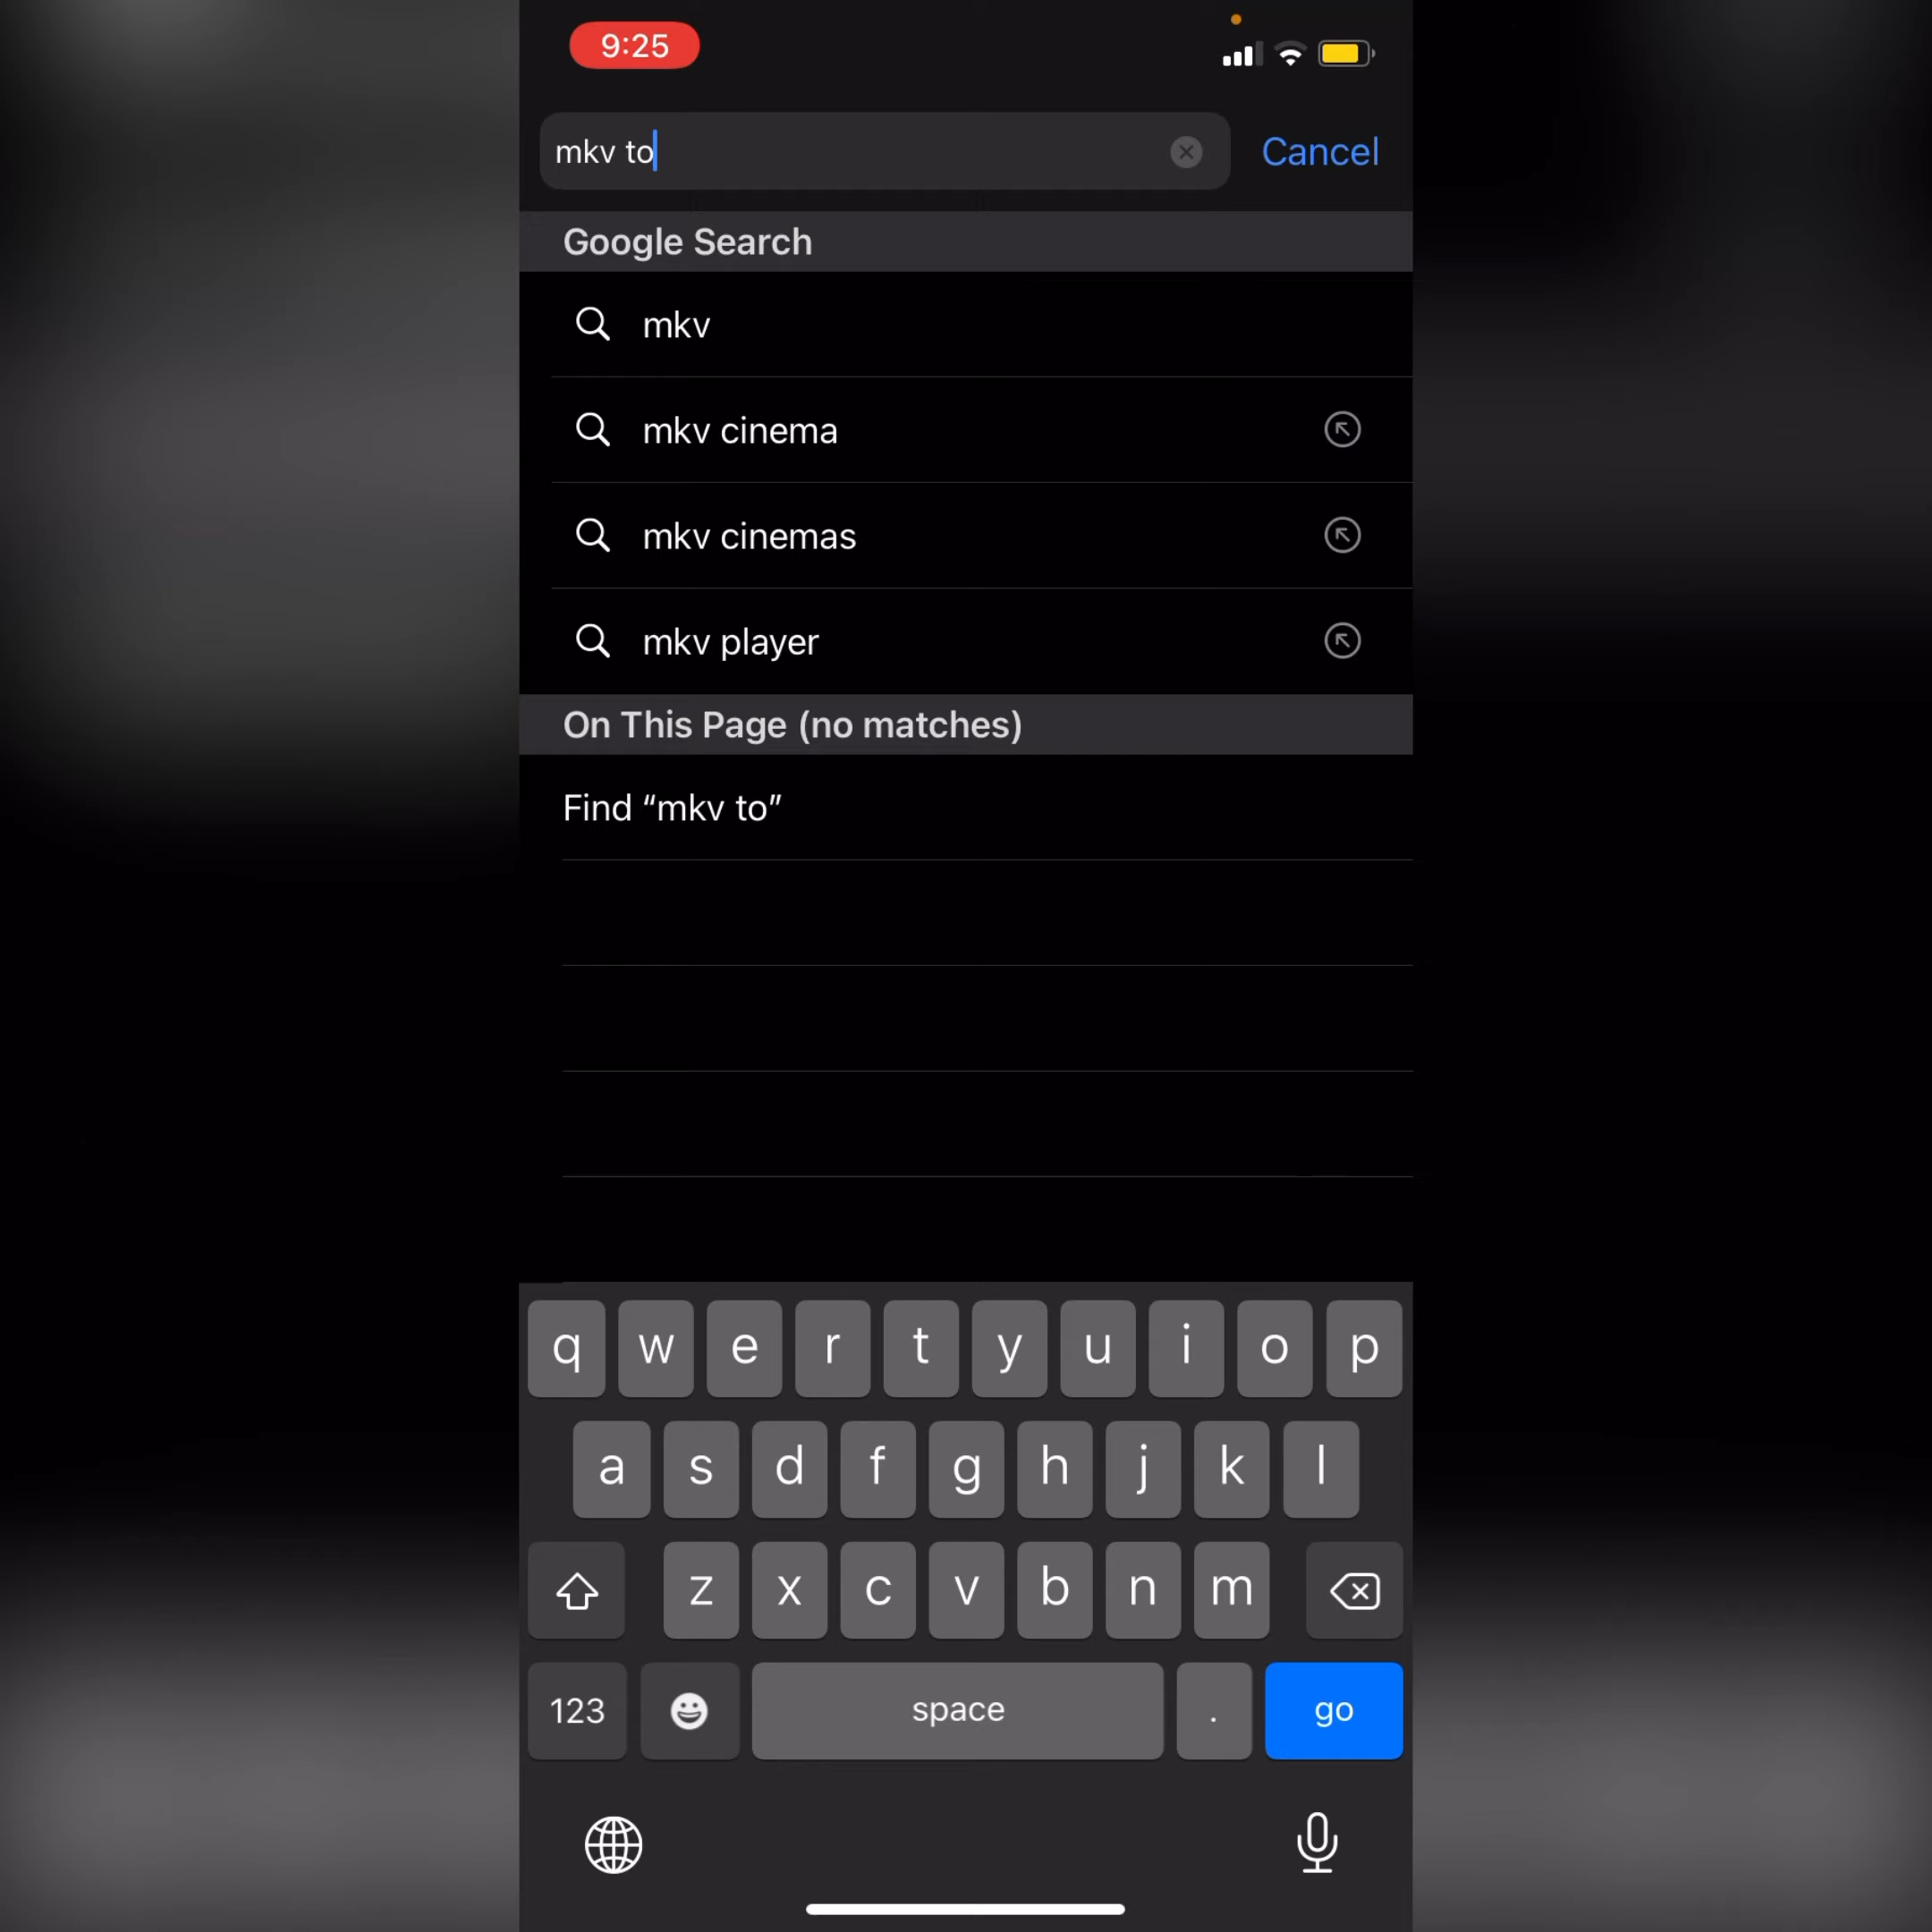 9:25
mkv to
Cancel
Google Search
mkv
mkv cinema
mkv cinemas
mkv player
On This Page (no matches)
Find “mkv to”
q w e r t y u i o p
a s d f g h j k l
z x c v b n m
123 space . go